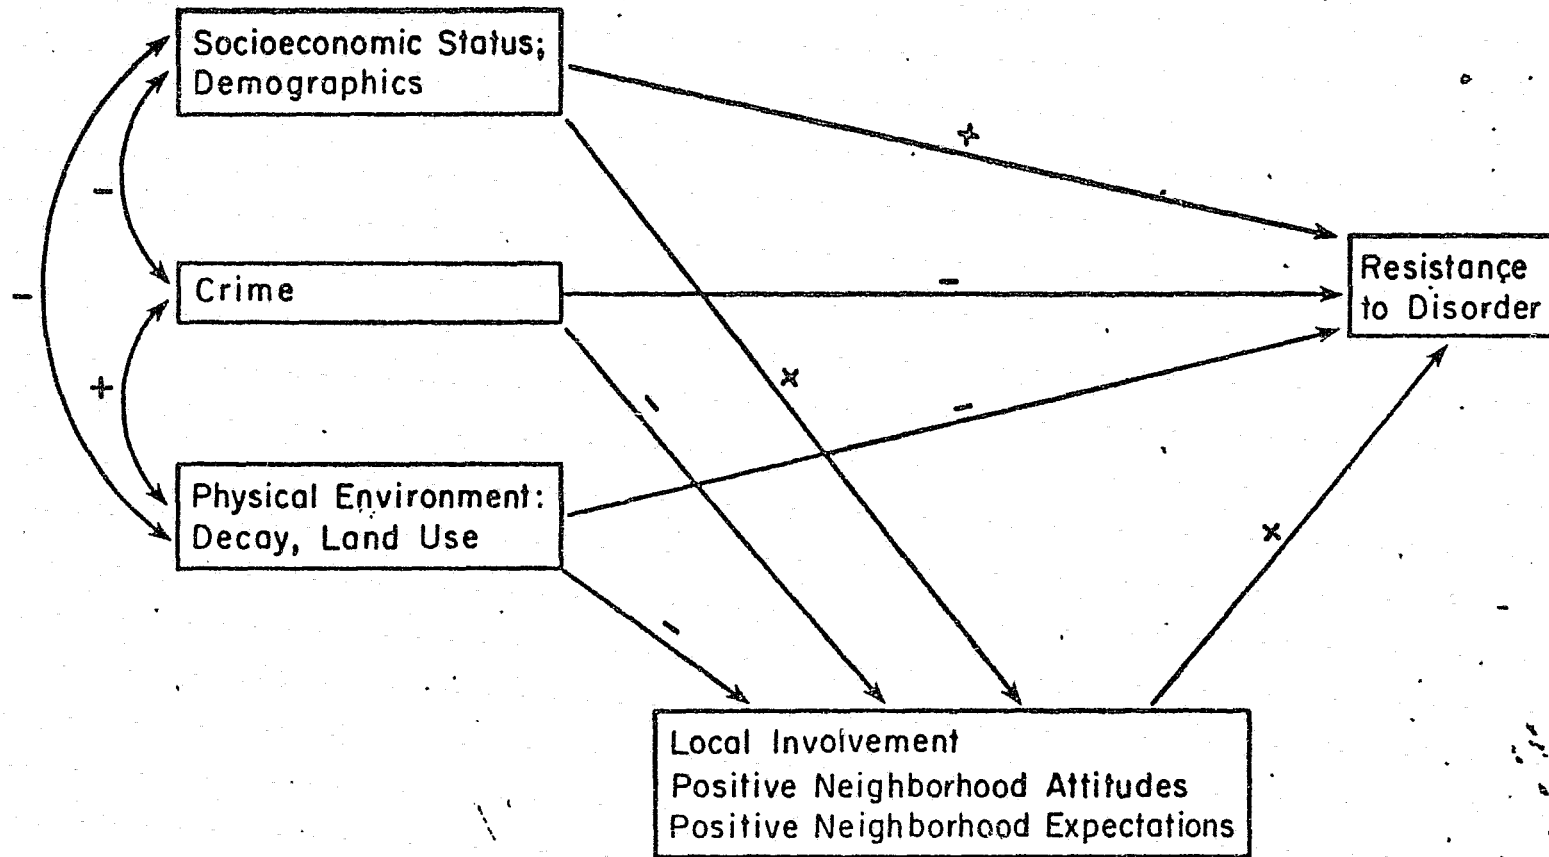 Socioeconomic Status;
Demographics
+
-
Crime
-
Resistance
to Disorder
-
+
-
+
-
Physical Environment:
Decay, Land Use
+
-
Local Involvement
Positive Neighborhood Attitudes
Positive Neighborhood Expectations